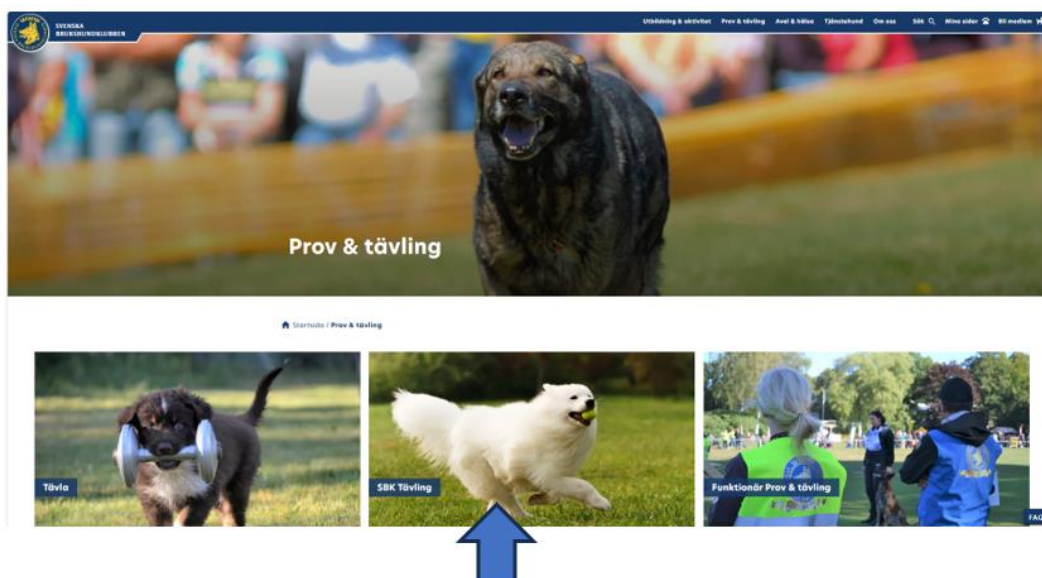 SVENSKA
BRUKSHUNDKLUBBEN
Utbildning & aktivitet Prov & tävling Avel & hälsa Tjänstehund Om oss Sök Mina sidor Bli medlem
Prov & tävling
Startsida / Prov & tävling
Tävla
SBK Tävling
Funktionär Prov & tävling
FAQ